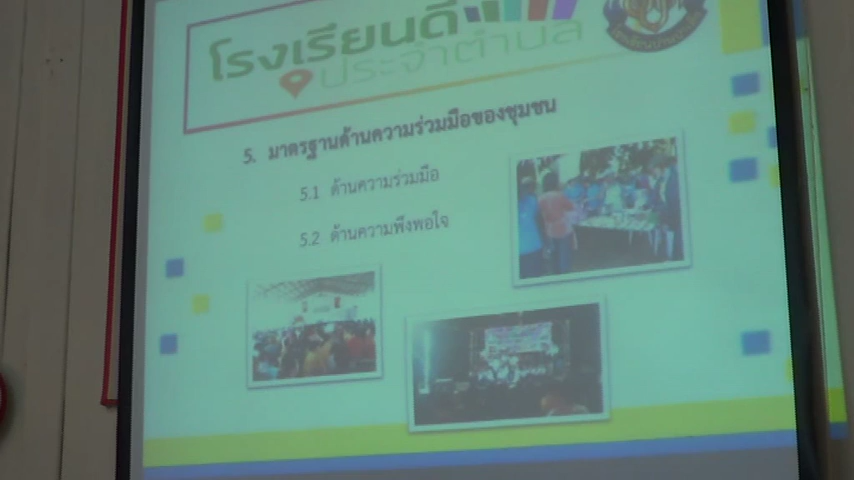 โรงเรียนดี
ประจำตำบล
5. มาตรฐานด้านความร่วมมือของชุมชน
5.1 ด้านความร่วมมือ
5.2 ด้านความพึงพอใจ